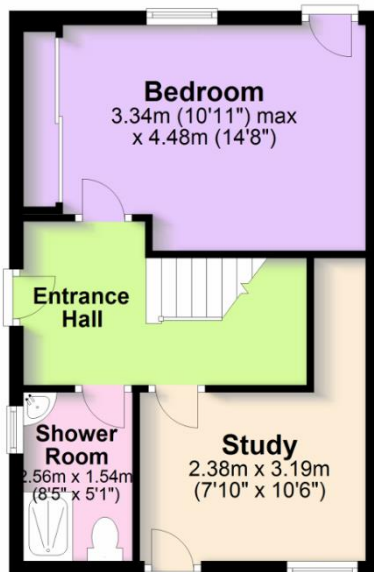 Bedroom
3.34m (10'11") max
x 4.48m (14'8")
Entrance
Hall
Shower
Room
2.56m x 1.54m
(8'5" x 5'1")
Study
2.38m x 3.19m
(7'10" x 10'6")